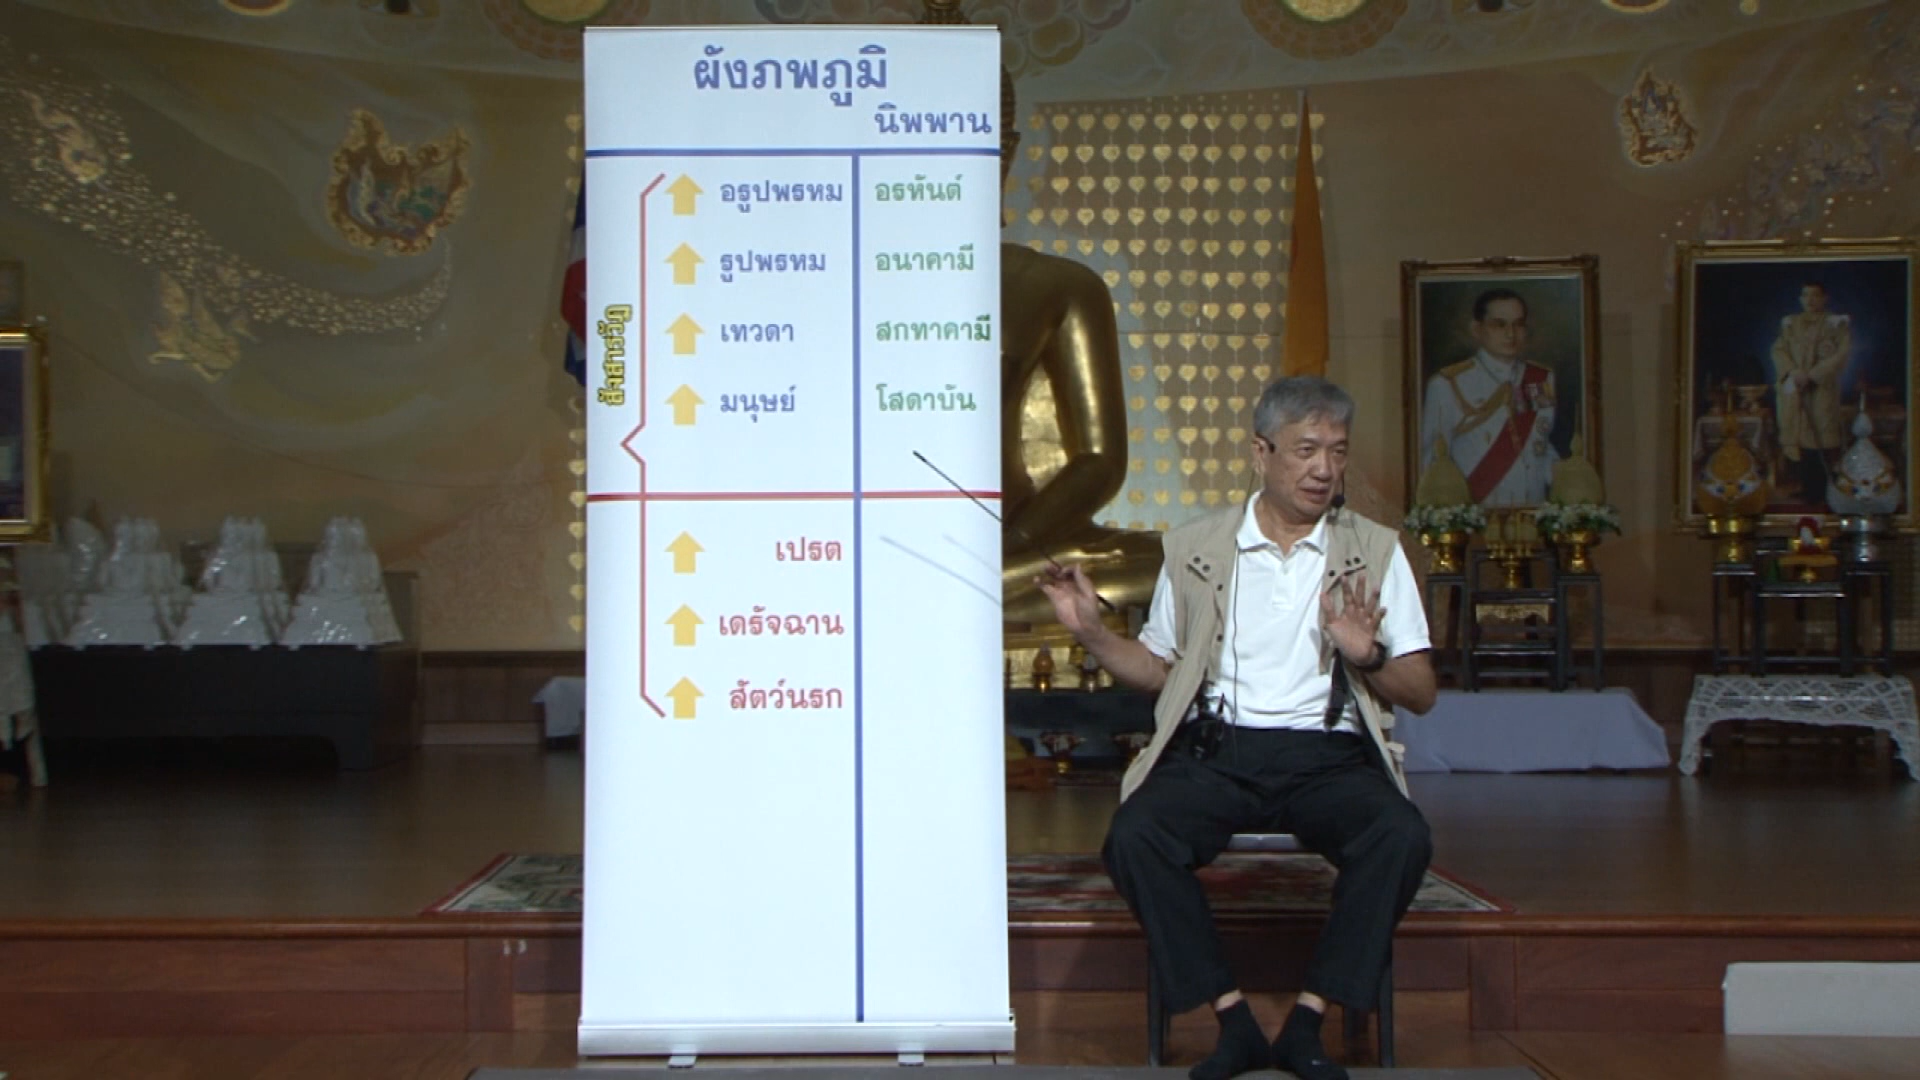 ผังภพภูมิ
นิพพาน
อรูปพรหม อรหันต์
รูปพรหม อนาคามี
เทวดา สกทาคามี
มนุษย์ โสดาบัน
สังสารวัฏ
เปรต
เดรัจฉาน
สัตว์นรก